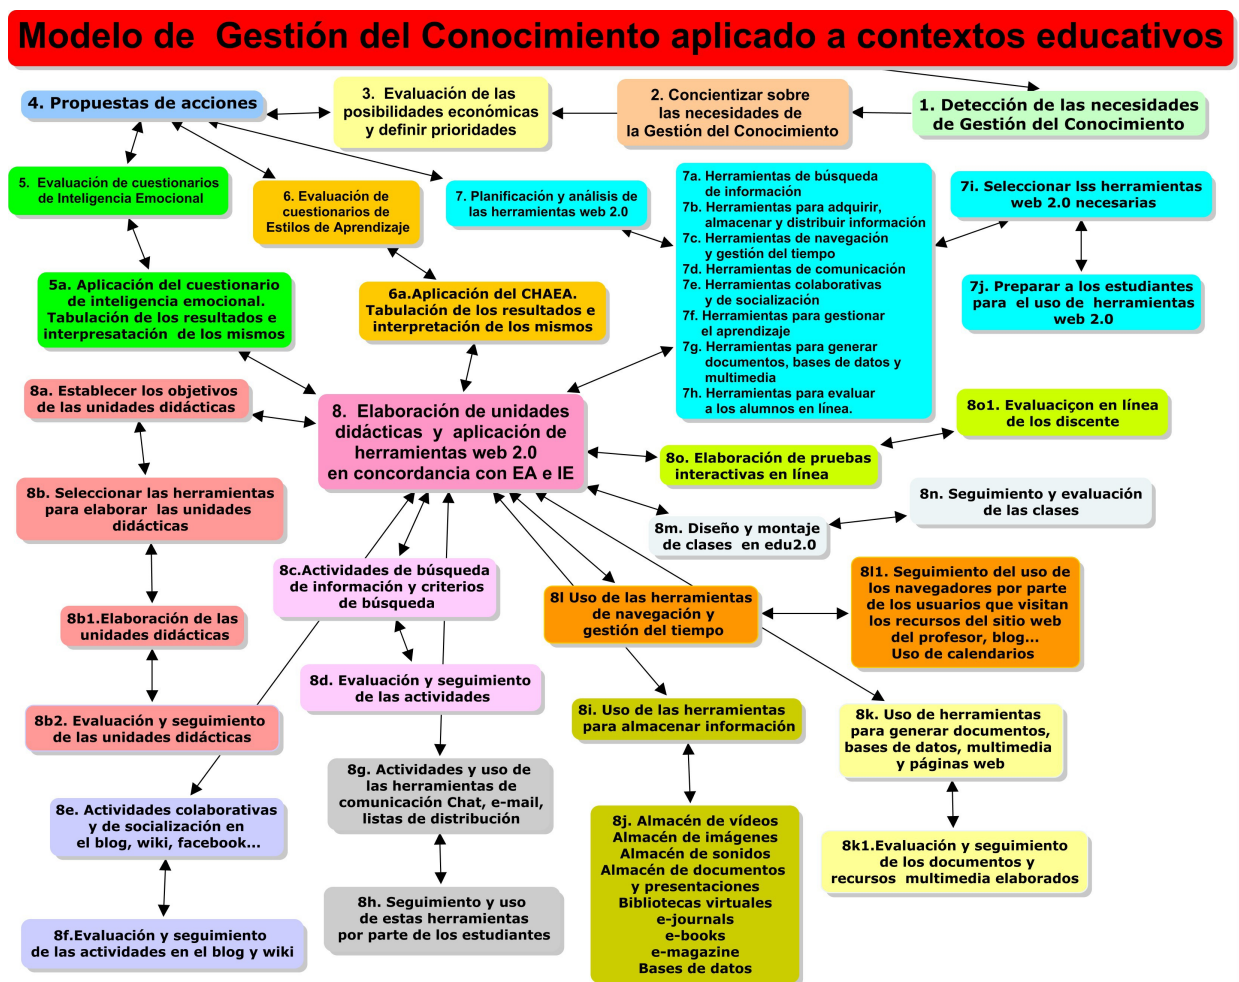 Modelo de  Gestión del Conocimiento aplicado a contextos educativos
1. Detección de las necesidades
de Gestión del Conocimiento
2. Concientizar sobre
las necesidades de
la Gestión del Conocimiento
3.  Evaluación de las
posibilidades económicas
y definir prioridades
4. Propuestas de acciones
5.  Evaluación de cuestionarios
de Inteligencia Emocional
5a. Aplicación del cuestionario
de inteligencia emocional.
Tabulación de los resultados e
interpresatación  de los mismos
6. Evaluación de
cuestionarios de
Estilos de Aprendizaje
6a.Aplicación del CHAEA.
Tabulación de los resultados e
interpretación de los mismos
7. Planificación y análisis de
las herramientas web 2.0
7a. Herramientas de búsqueda
de información
7b. Herramientas para adquirir,
almacenar y distribuir información
7c. Herramientas de navegación
y gestión del tiempo
7d. Herramientas de comunicación
7e. Herramientas colaborativas
y de socialización
7f. Herramientas para gestionar
el aprendizaje
7g. Herramientas para generar
documentos, bases de datos y
multimedia
7h. Herramientas para evaluar
a los alumnos en línea.
7i. Seleccionar lss herramientas
web 2.0 necesarias
7j. Preparar a los estudiantes
para  el uso de  herramientas
web 2.0
8.  Elaboración de unidades
didácticas  y  aplicación de
herramientas web 2.0
en concordancia con EA e IE
8a. Establecer los objetivos
de las unidades didácticas
8b. Seleccionar las herramientas
para elaborar  las unidades
didácticas
8b1.Elaboración de las
unidades didácticas
8b2. Evaluación y seguimiento
de las unidades didácticas
8c.Actividades de búsqueda
de información y criterios
de búsqueda
8d. Evaluación y seguimiento
de las actividades
8e. Actividades colaborativas
y de socialización en
el blog, wiki, facebook...
8f.Evaluación y seguimiento
de las actividades en el blog y wiki
8g. Actividades y uso de
las herramientas de
comunicación Chat, e-mail,
listas de distribución
8h. Seguimiento y uso
de estas herramientas
por parte de los estudiantes
8i. Uso de las herramientas
para almacenar información
8j. Almacén de vídeos
Almacén de imágenes
Almacén de sonidos
Almacén de documentos
y presentaciones
Bibliotecas virtuales
e-journals
e-books
e-magazine
Bases de datos
8k. Uso de herramientas
para generar documentos,
bases de datos, multimedia
y páginas web
8k1.Evaluación y seguimiento
de los documentos y
recursos  multimedia elaborados
8l Uso de las herramientas
de navegación y
gestión del tiempo
8l1. Seguimiento del uso de
los navegadores por parte
de los usuarios que visitan
los recursos del sitio web
del profesor, blog...
Uso de calendarios
8m. Diseño y montaje
de clases  en edu2.0
8n. Seguimiento y evaluación
de las clases
8o. Elaboración de pruebas
interactivas en línea
8o1. Evaluaciçon en línea
de los discente